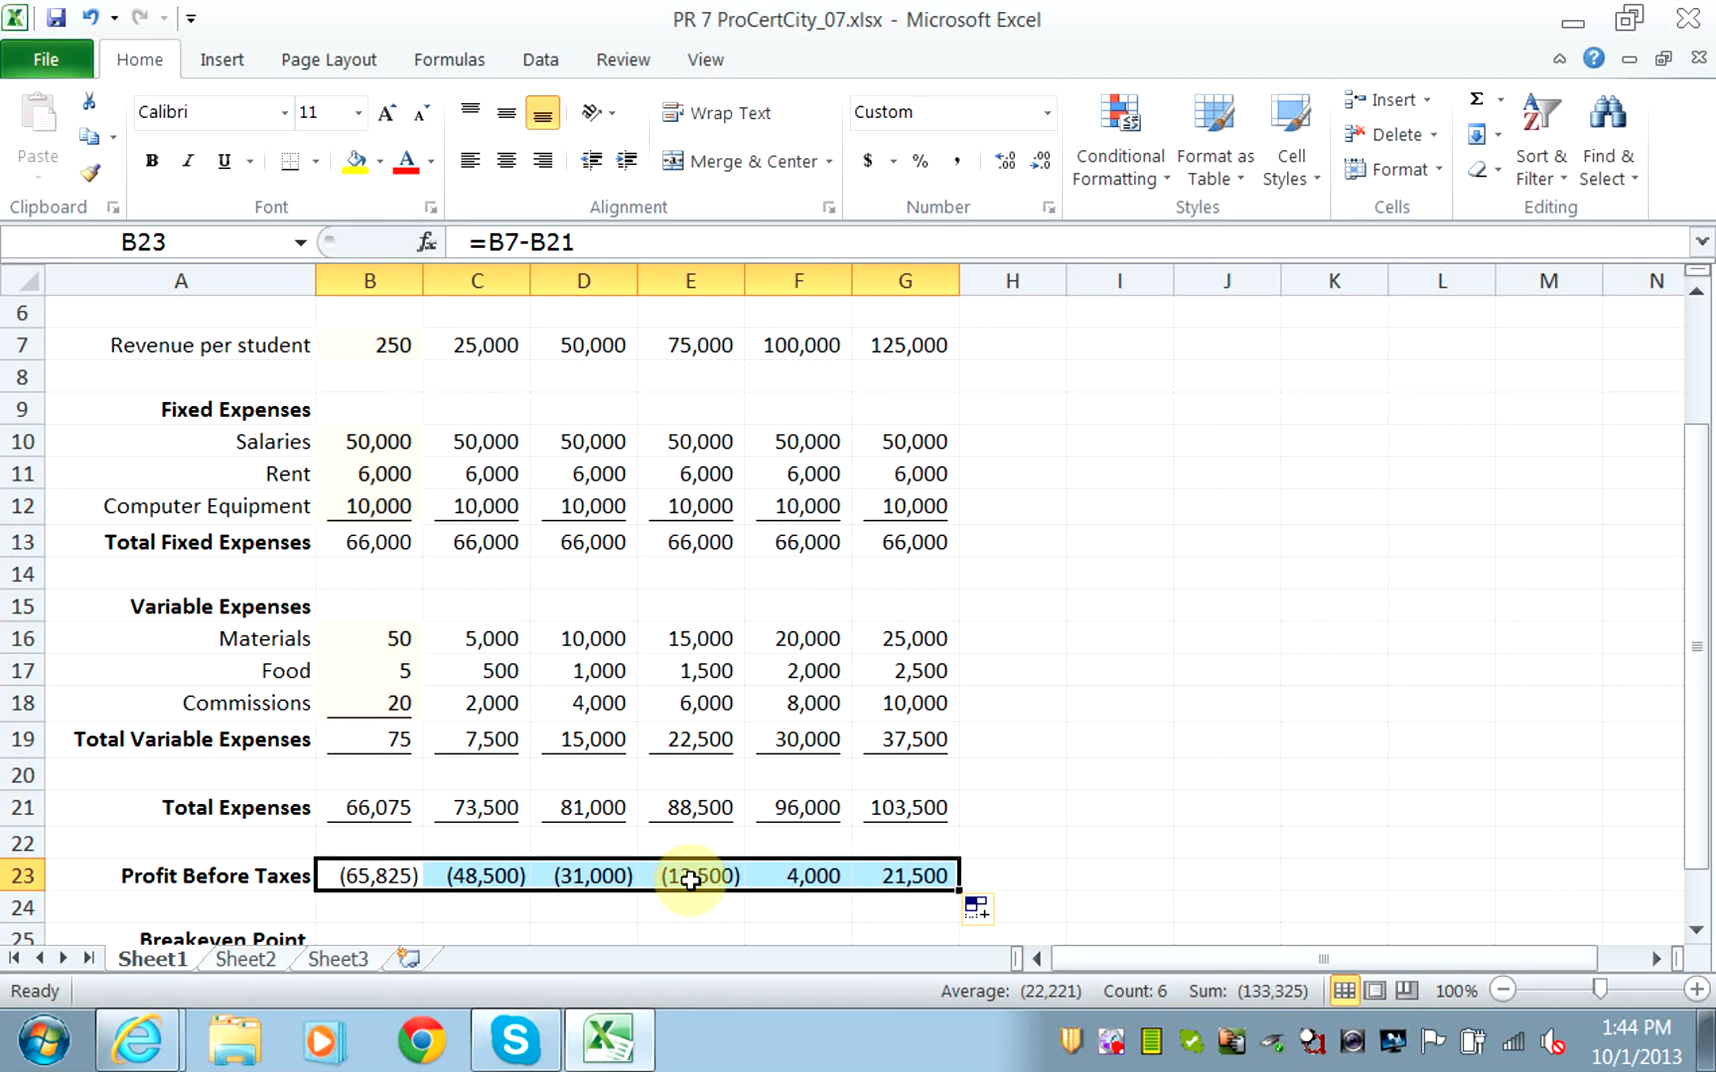 PR 7 ProCertCity_07.xlsx - Microsoft Excel
File Home Insert Page Layout Formulas Data Review View
Calibri 11 Wrap Text Custom Insert Σ
Paste B I U A Merge & Center $ % , Conditional Formatting Format as Table Cell Styles Delete Format Sort & Filter Find & Select
Clipboard Font Alignment Number Styles Cells Editing
B23 fx =B7-B21
A B C D E F G H I J K L M N
6
7 Revenue per student 250 25,000 50,000 75,000 100,000 125,000
8
9 Fixed Expenses
10 Salaries 50,000 50,000 50,000 50,000 50,000 50,000
11 Rent 6,000 6,000 6,000 6,000 6,000 6,000
12 Computer Equipment 10,000 10,000 10,000 10,000 10,000 10,000
13 Total Fixed Expenses 66,000 66,000 66,000 66,000 66,000 66,000
14
15 Variable Expenses
16 Materials 50 5,000 10,000 15,000 20,000 25,000
17 Food 5 500 1,000 1,500 2,000 2,500
18 Commissions 20 2,000 4,000 6,000 8,000 10,000
19 Total Variable Expenses 75 7,500 15,000 22,500 30,000 37,500
20
21 Total Expenses 66,075 73,500 81,000 88,500 96,000 103,500
22
23 Profit Before Taxes (65,825) (48,500) (31,000) (13,500) 4,000 21,500
24
25 Breakeven Point
Sheet1 Sheet2 Sheet3
Ready Average: (22,221) Count: 6 Sum: (133,325) 100%
1:44 PM
10/1/2013